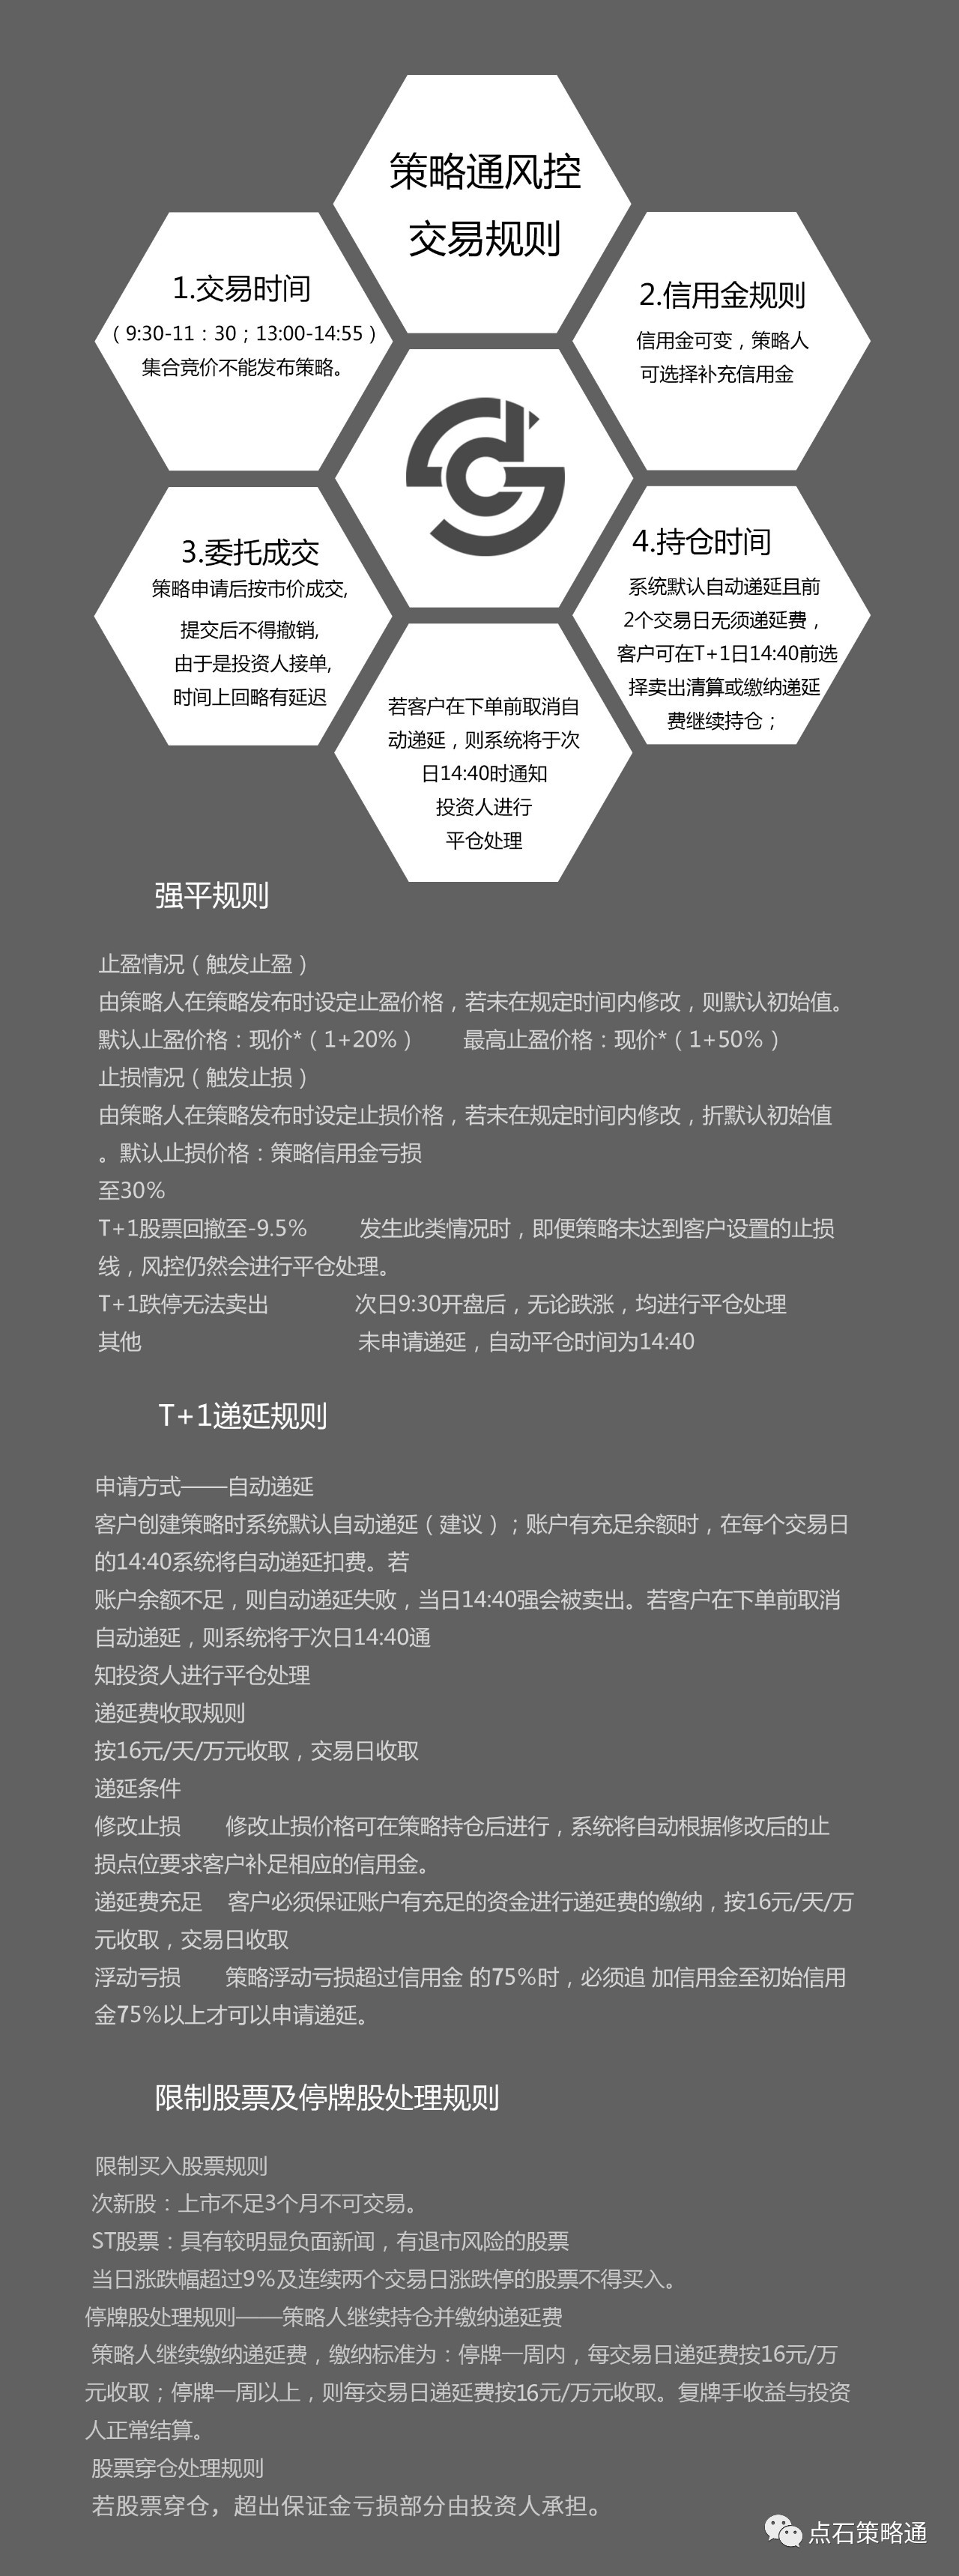 策略通风控
交易规则
1.交易时间
（9:30-11：30；13:00-14:55）
集合竞价不能发布策略。
2.信用金规则
信用金可变，策略人
可选择补充信用金
3.委托成交
策略申请后按市价成交,
提交后不得撤销,
由于是投资人接单,
时间上回略有延迟
4.持仓时间
系统默认自动递延且前
2个交易日无须递延费，
客户可在T+1日14:40前选
择卖出清算或缴纳递延
费继续持仓；
若客户在下单前取消自
动递延，则系统将于次
日14:40时通知
投资人进行
平仓处理
强平规则
止盈情况（触发止盈）
由策略人在策略发布时设定止盈价格，若未在规定时间内修改，则默认初始值。
默认止盈价格：现价*（1+20%） 最高止盈价格：现价*（1+50%）
止损情况（触发止损）
由策略人在策略发布时设定止损价格，若未在规定时间内修改，折默认初始值
。默认止损价格：策略信用金亏损
至30%
T+1股票回撤至-9.5% 发生此类情况时，即便策略未达到客户设置的止损
线，风控仍然会进行平仓处理。
T+1跌停无法卖出 次日9:30开盘后，无论跌涨，均进行平仓处理
其他 未申请递延，自动平仓时间为14:40
T+1递延规则
申请方式——自动递延
客户创建策略时系统默认自动递延（建议）；账户有充足余额时，在每个交易日
的14:40系统将自动递延扣费。若
账户余额不足，则自动递延失败，当日14:40强会被卖出。若客户在下单前取消
自动递延，则系统将于次日14:40通
知投资人进行平仓处理
递延费收取规则
按16元/天/万元收取，交易日收取
递延条件
修改止损 修改止损价格可在策略持仓后进行，系统将自动根据修改后的止
损点位要求客户补足相应的信用金。
递延费充足 客户必须保证账户有充足的资金进行递延费的缴纳，按16元/天/万
元收取，交易日收取
浮动亏损 策略浮动亏损超过信用金 的75%时，必须追 加信用金至初始信用
金75%以上才可以申请递延。
限制股票及停牌股处理规则
限制买入股票规则
次新股：上市不足3个月不可交易。
ST股票：具有较明显负面新闻，有退市风险的股票
当日涨跌幅超过9%及连续两个交易日涨跌停的股票不得买入。
停牌股处理规则——策略人继续持仓并缴纳递延费
策略人继续缴纳递延费，缴纳标准为：停牌一周内，每交易日递延费按16元/万
元收取；停牌一周以上，则每交易日递延费按16元/万元收取。复牌手收益与投资
人正常结算。
股票穿仓处理规则
若股票穿仓，超出保证金亏损部分由投资人承担。
点石策略通